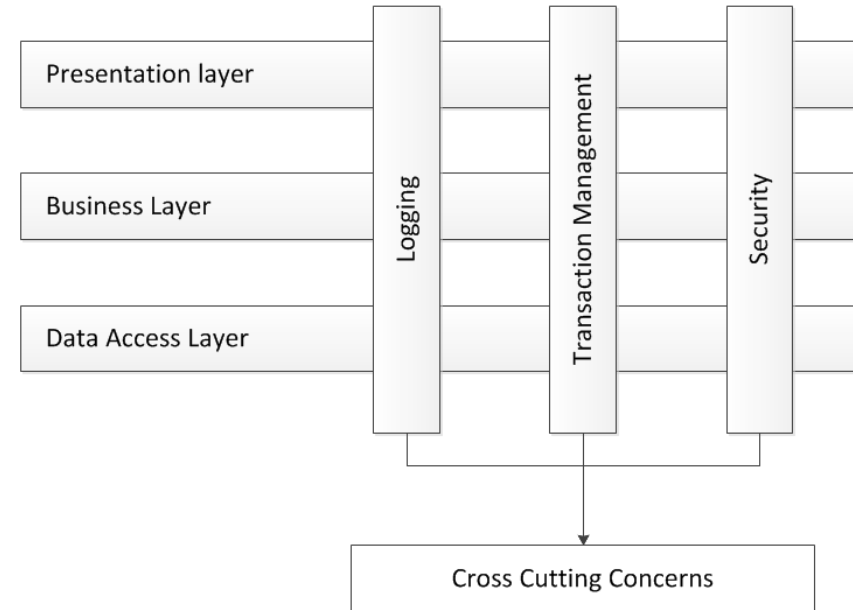 Presentation layer
Business Layer
Data Access Layer
Logging
Transaction Management
Security
Cross Cutting Concerns